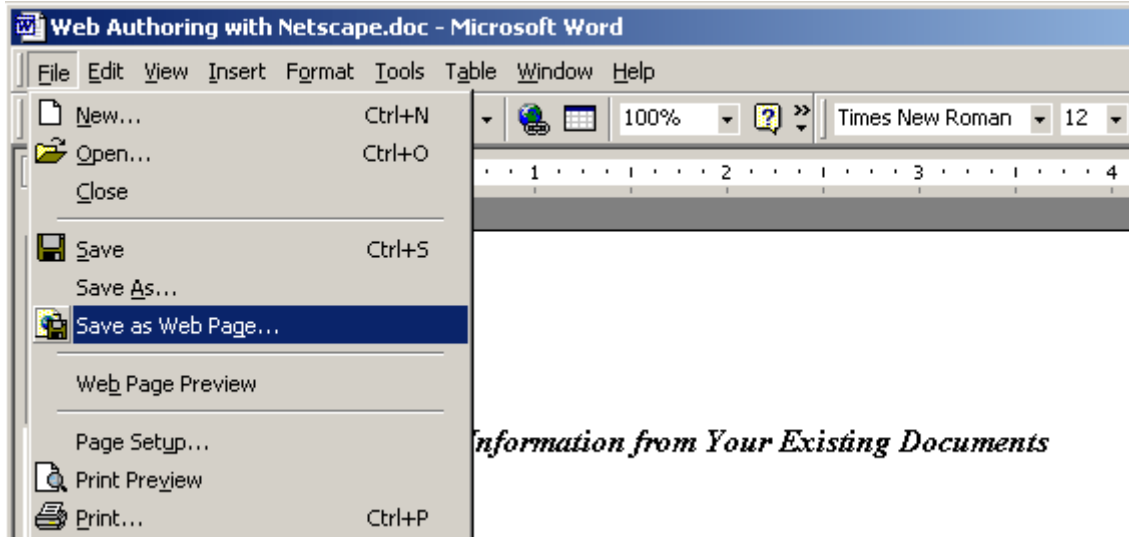 Web Authoring with Netscape.doc - Microsoft Word
File Edit View Insert Format Tools Table Window Help
New... Ctrl+N
100% Times New Roman 12
Open... Ctrl+O
1 2 3 4
Close
Save Ctrl+S
Save As...
Save as Web Page...
Web Page Preview
Page Setup...
Information from Your Existing Documents
Print Preview
Print... Ctrl+P